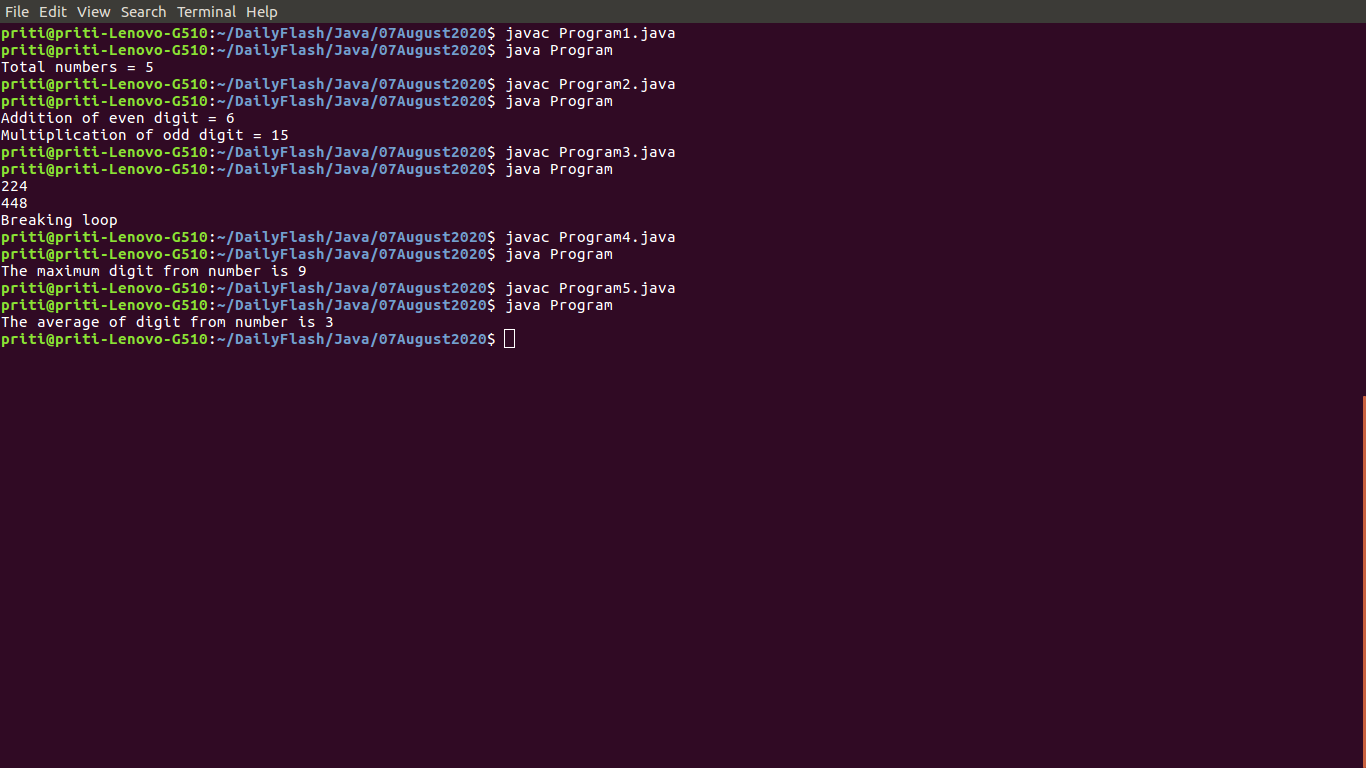 File Edit View Search Terminal Help
priti@priti-Lenovo-G510:~/DailyFlash/Java/07August2020$ javac Program1.java
priti@priti-Lenovo-G510:~/DailyFlash/Java/07August2020$ java Program
Total numbers = 5
priti@priti-Lenovo-G510:~/DailyFlash/Java/07August2020$ javac Program2.java
priti@priti-Lenovo-G510:~/DailyFlash/Java/07August2020$ java Program
Addition of even digit = 6
Multiplication of odd digit = 15
priti@priti-Lenovo-G510:~/DailyFlash/Java/07August2020$ javac Program3.java
priti@priti-Lenovo-G510:~/DailyFlash/Java/07August2020$ java Program
224
448
Breaking loop
priti@priti-Lenovo-G510:~/DailyFlash/Java/07August2020$ javac Program4.java
priti@priti-Lenovo-G510:~/DailyFlash/Java/07August2020$ java Program
The maximum digit from number is 9
priti@priti-Lenovo-G510:~/DailyFlash/Java/07August2020$ javac Program5.java
priti@priti-Lenovo-G510:~/DailyFlash/Java/07August2020$ java Program
The average of digit from number is 3
priti@priti-Lenovo-G510:~/DailyFlash/Java/07August2020$